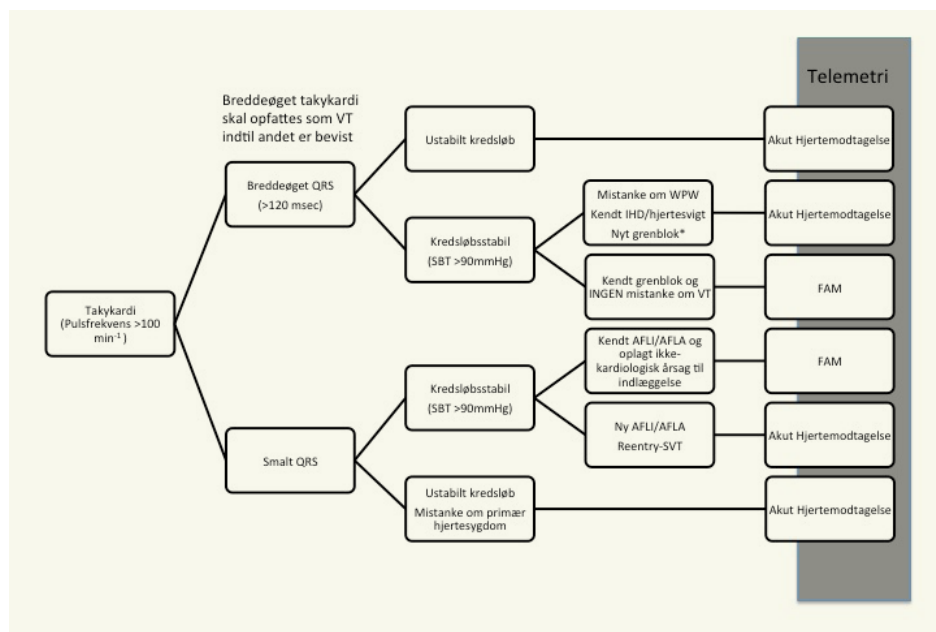 Telemetri
Breddeøget takykardi
skal opfattes som VT
indtil andet er bevist
Takykardi
(Pulsfrekvens >100
min⁻¹)
Breddeøget QRS
(>120 msec)
Ustabilt kredsløb
Akut Hjertemodtagelse
Kredsløbsstabil
(SBT >90mmHg)
Mistanke om WPW
Kendt IHD/hjertesvigt
Nyt grenblok*
Akut Hjertemodtagelse
Kendt grenblok og
INGEN mistanke om VT
FAM
Smalt QRS
Kredsløbsstabil
(SBT >90mmHg)
Kendt AFLI/AFLA og
oplagt ikke-
kardiologisk årsag til
indlæggelse
FAM
Ny AFLI/AFLA
Reentry-SVT
Akut Hjertemodtagelse
Ustabilt kredsløb
Mistanke om primær
hjertesygdom
Akut Hjertemodtagelse